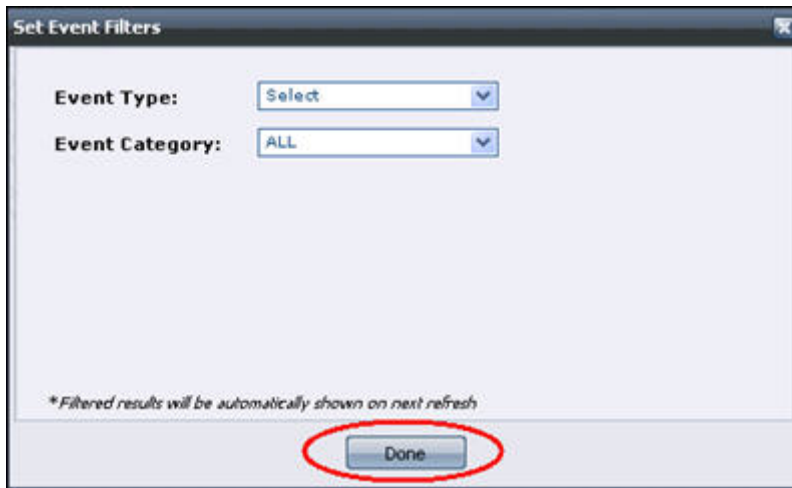 Set Event Filters
Event Type: Select
Event Category: ALL
*Filtered results will be automatically shown on next refresh
Done